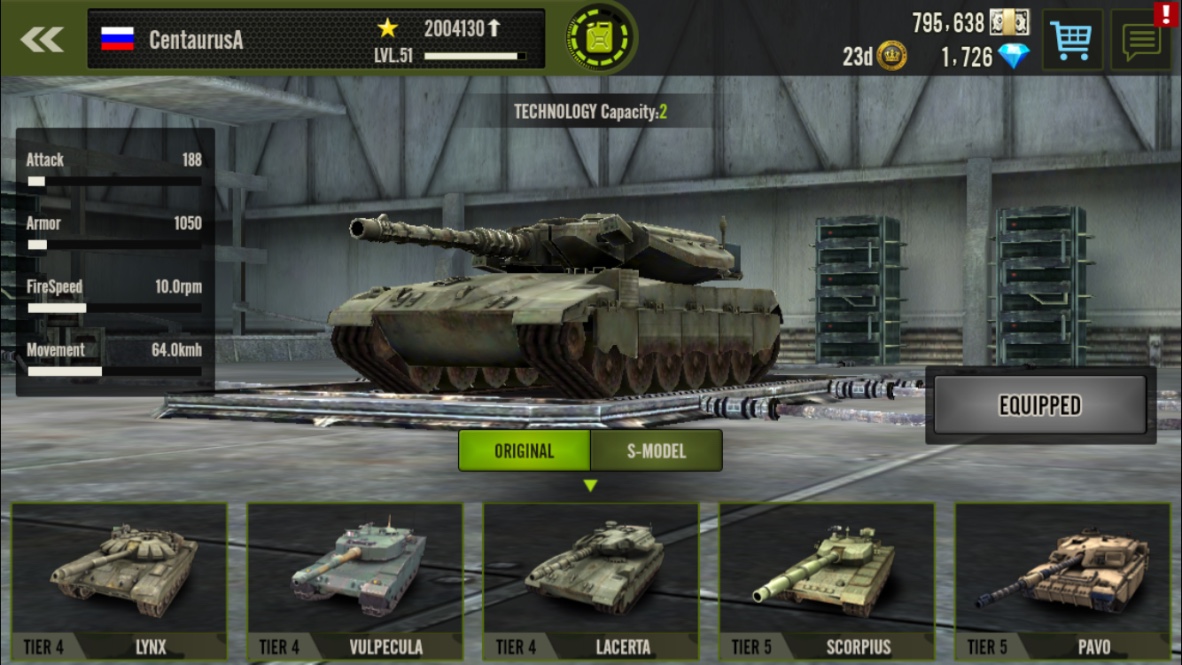 CentaurusA
2004130
LVL.51
795,638
23d
1,726
!
TECHNOLOGY Capacity:2
Attack 188
Armor 1050
FireSpeed 10.0rpm
Movement 64.0kmh
EQUIPPED
ORIGINAL S-MODEL
TIER 4 LYNX
TIER 4 VULPECULA
TIER 4 LACERTA
TIER 5 SCORPIUS
TIER 5 PAVO